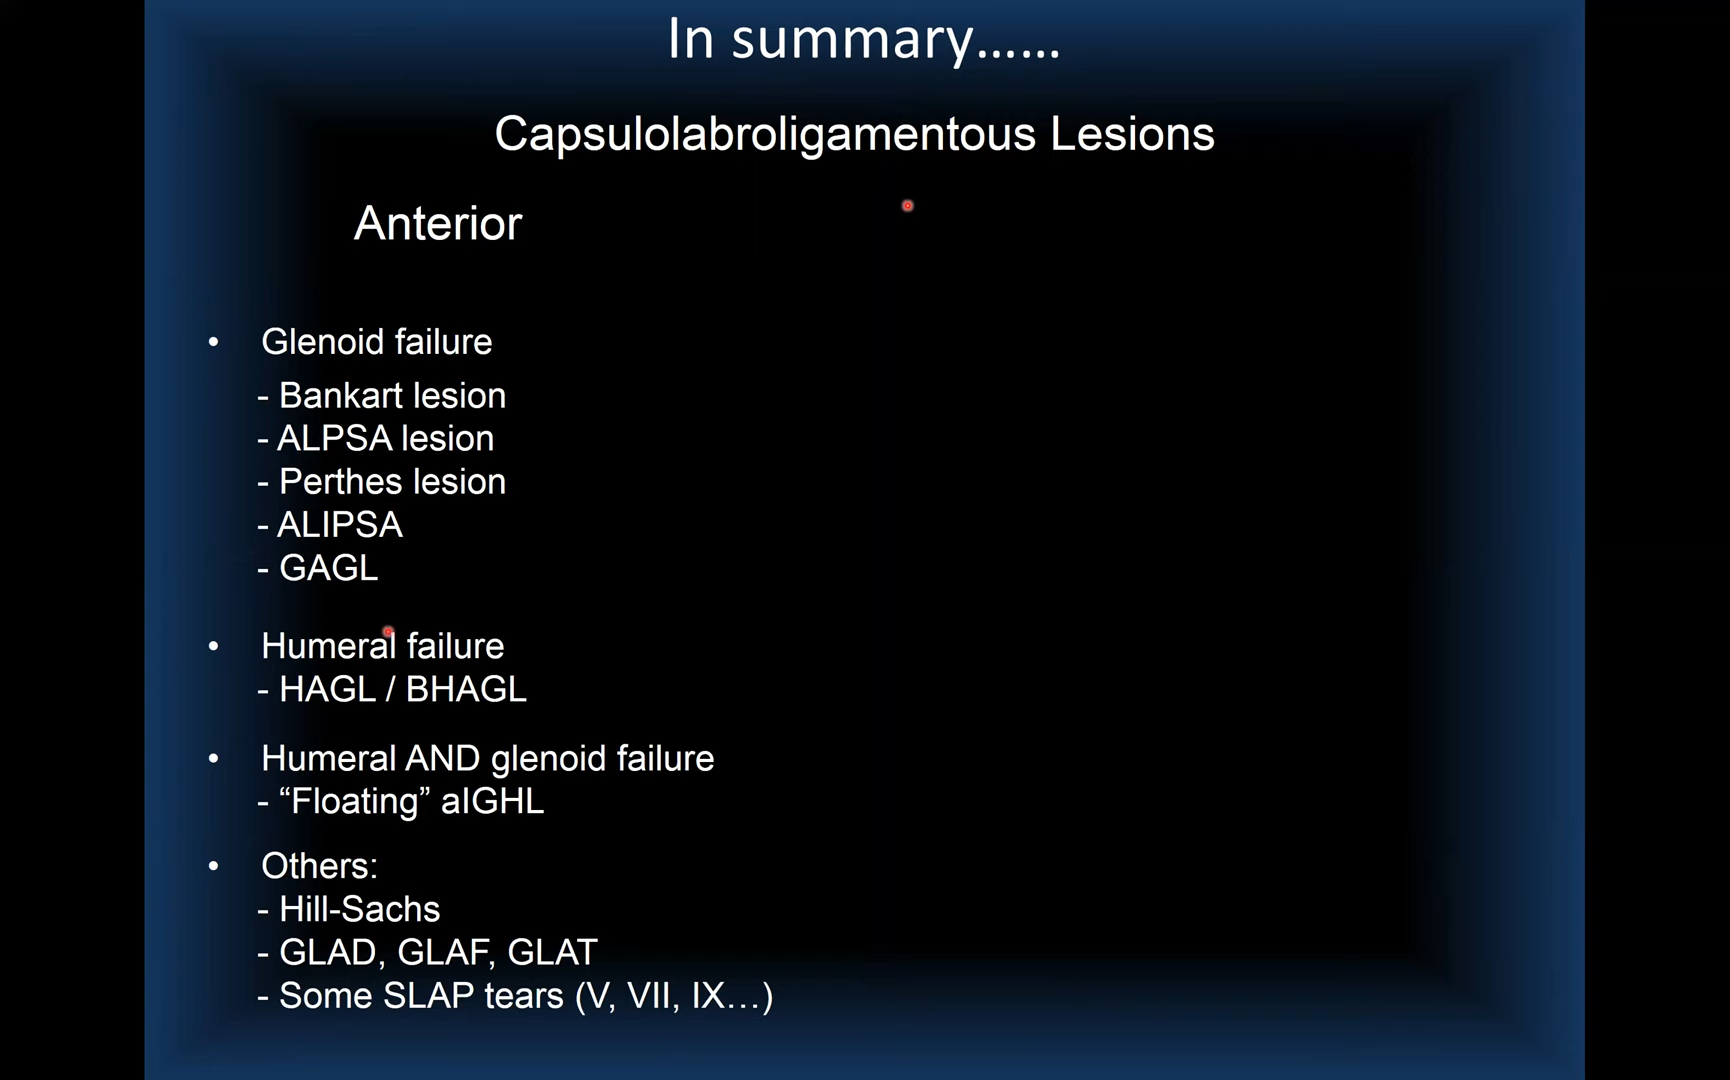 In summary……
Capsulolabroligamentous Lesions
Anterior
• Glenoid failure
- Bankart lesion
- ALPSA lesion
- Perthes lesion
- ALIPSA
- GAGL
• Humeral failure
- HAGL / BHAGL
• Humeral AND glenoid failure
- “Floating” aIGHL
• Others:
- Hill-Sachs
- GLAD, GLAF, GLAT
- Some SLAP tears (V, VII, IX…)